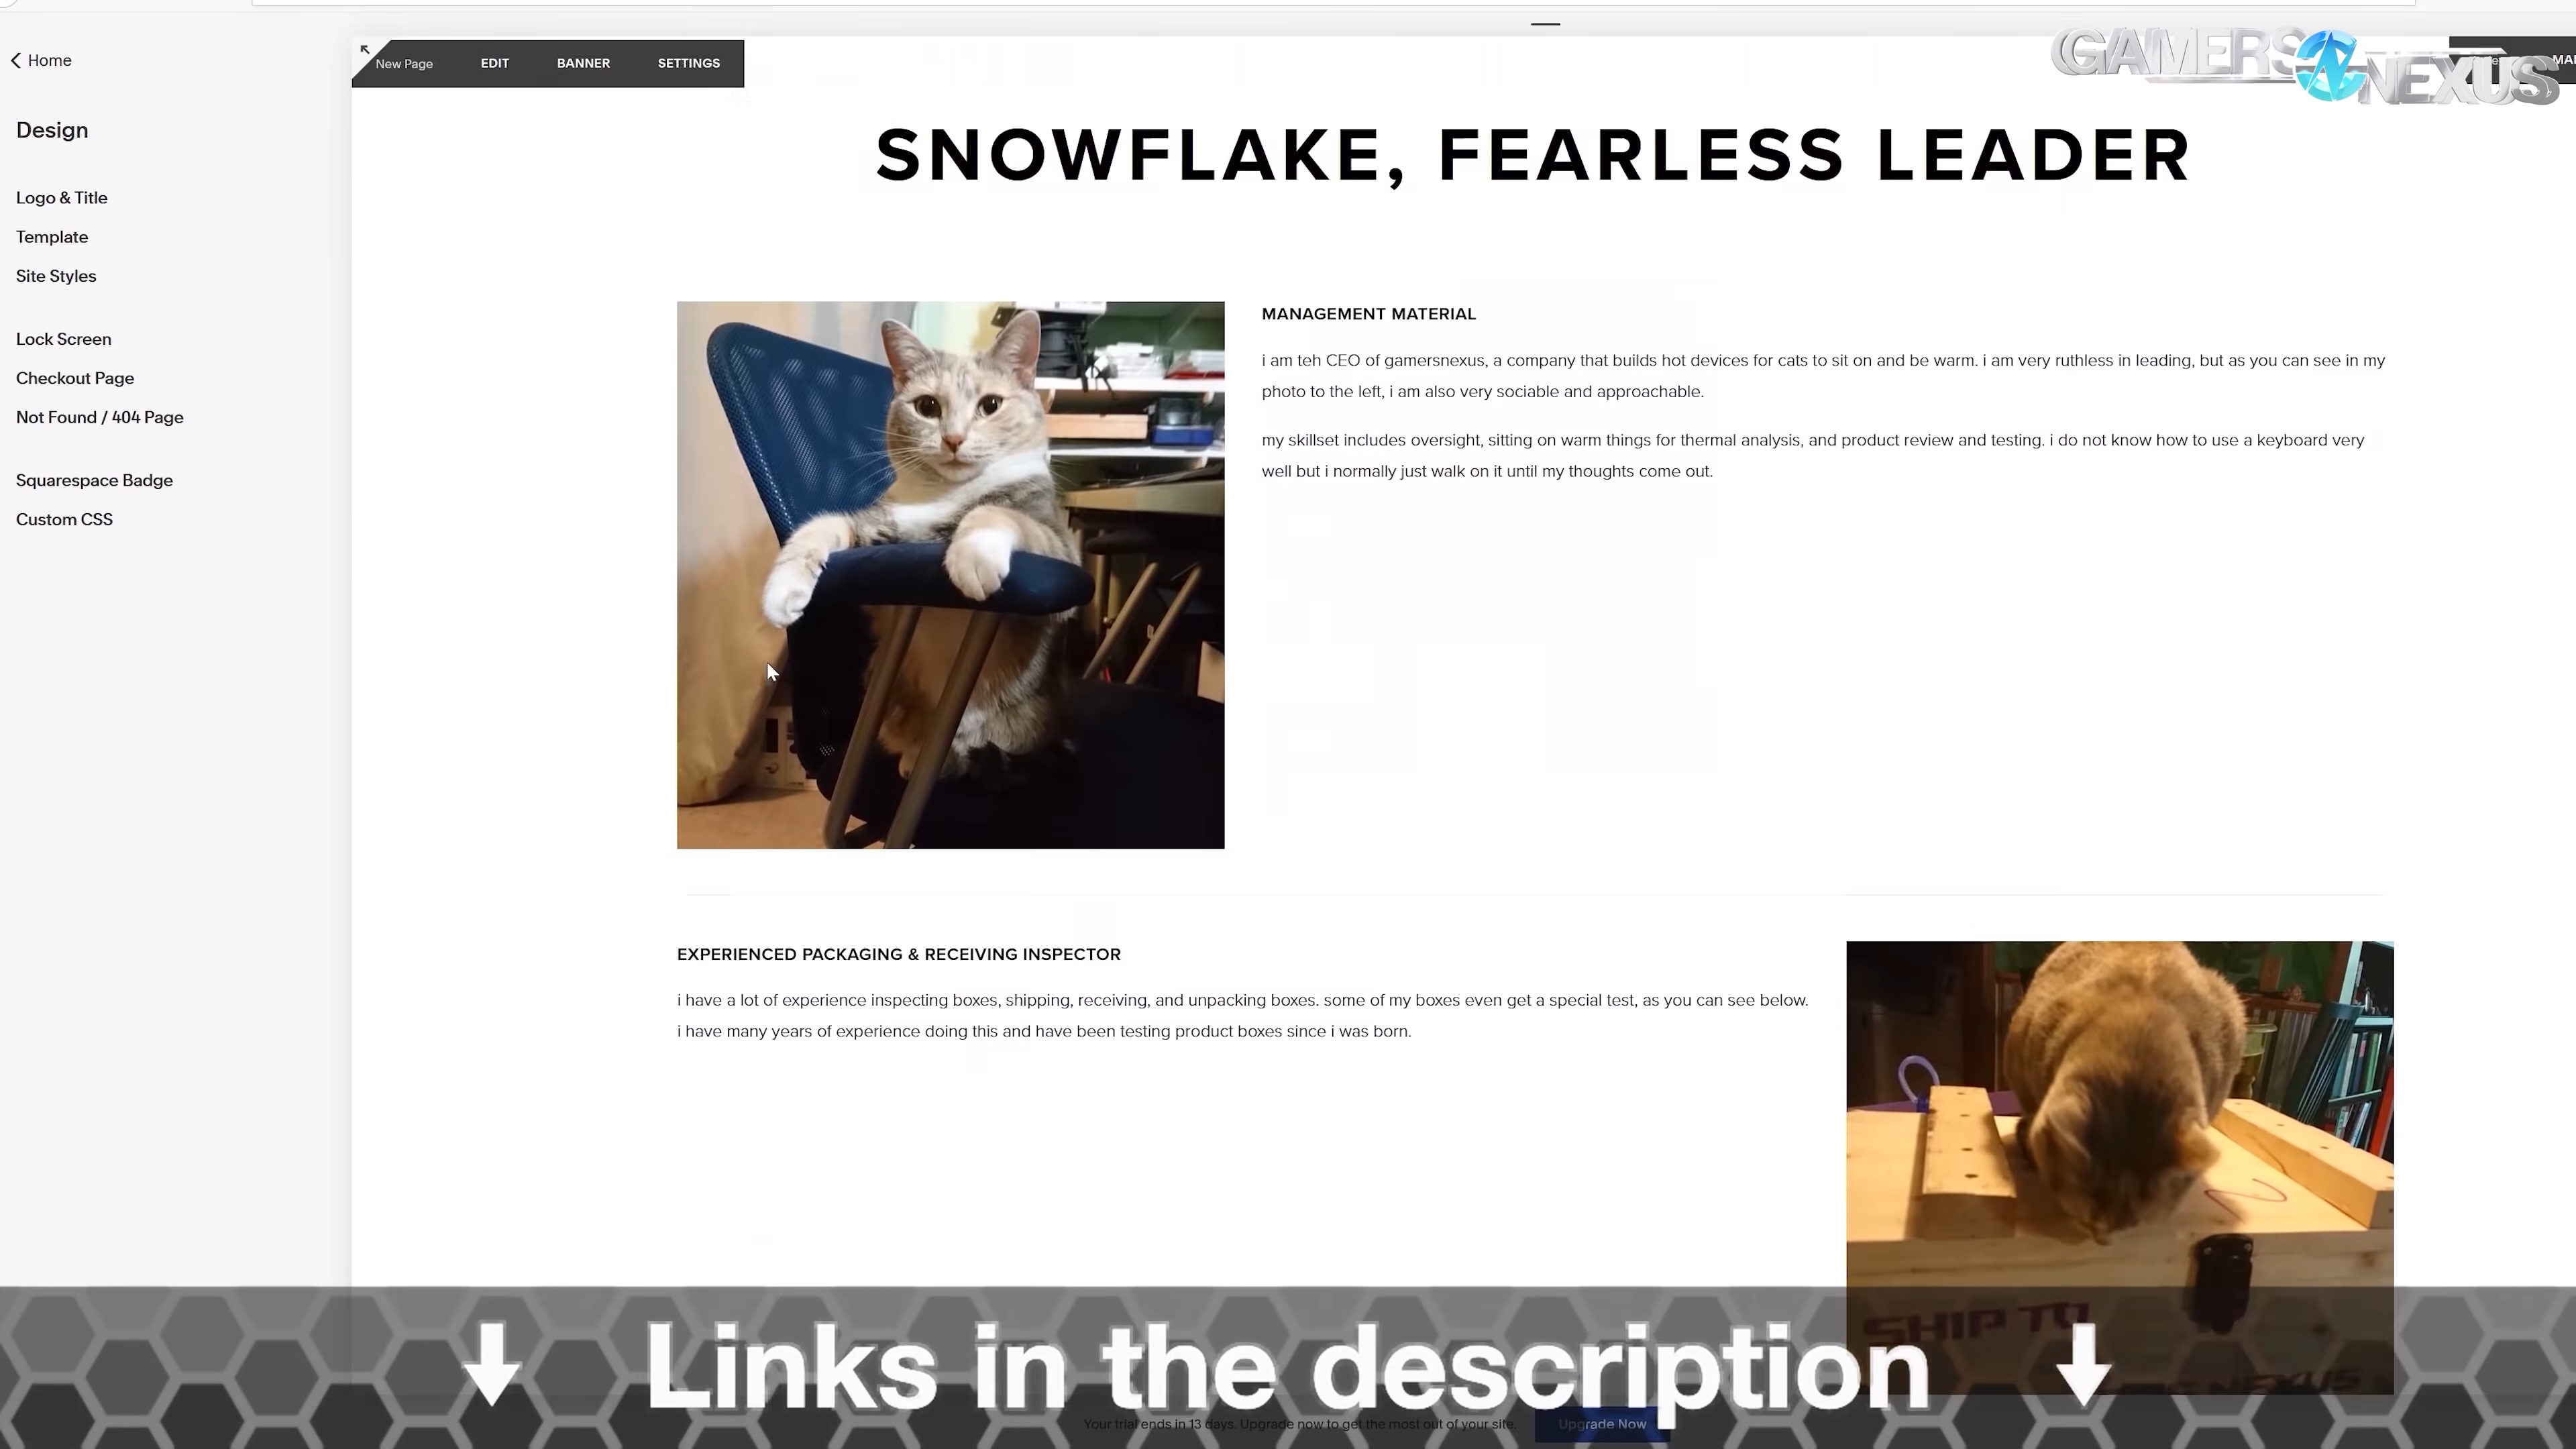 GAMERS NEXUS
Home
New Page EDIT BANNER SETTINGS
Design
Logo & Title
Template
Site Styles
Lock Screen
Checkout Page
Not Found / 404 Page
Squarespace Badge
Custom CSS
SNOWFLAKE, FEARLESS LEADER
MANAGEMENT MATERIAL
i am teh CEO of gamersnexus, a company that builds hot devices for cats to sit on and be warm. i am very ruthless in leading, but as you can see in my
photo to the left, i am also very sociable and approachable.
my skillset includes oversight, sitting on warm things for thermal analysis, and product review and testing. i do not know how to use a keyboard very
well but i normally just walk on it until my thoughts come out.
EXPERIENCED PACKAGING & RECEIVING INSPECTOR
i have a lot of experience inspecting boxes, shipping, receiving, and unpacking boxes. some of my boxes even get a special test, as you can see below.
i have many years of experience doing this and have been testing product boxes since i was born.
SHIP TO
NEXUS
Links in the description
Your trial ends in 13 days. Upgrade now to get the most out of your site. Upgrade Now